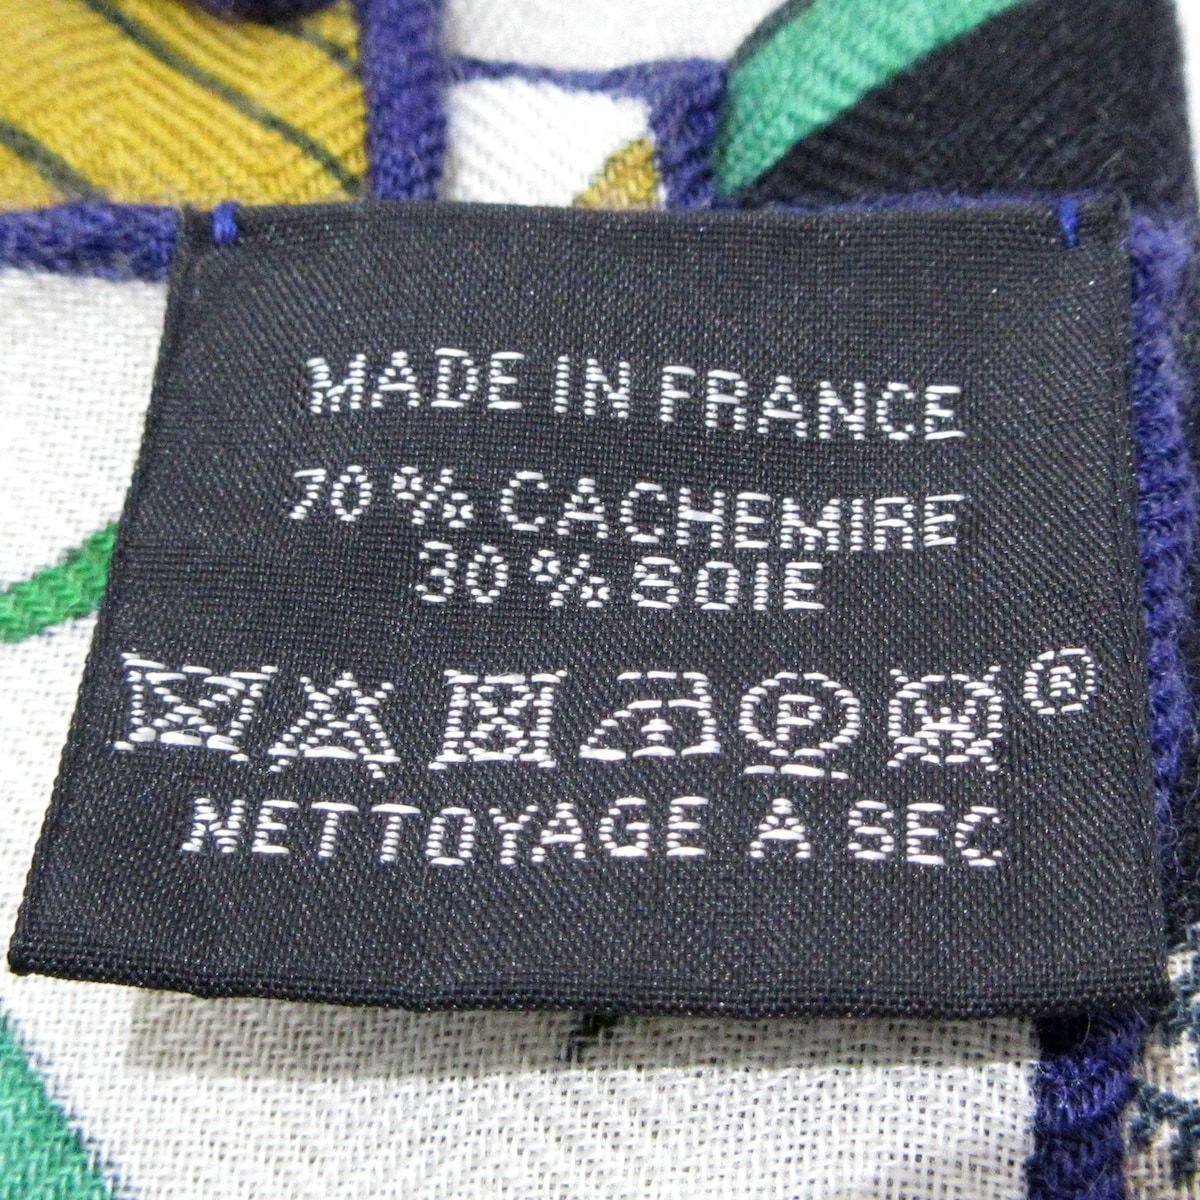 MADE IN FRANCE
70 % CACHEMIRE
30 % SOIE
P W ®
NETTOYAGE A SEC